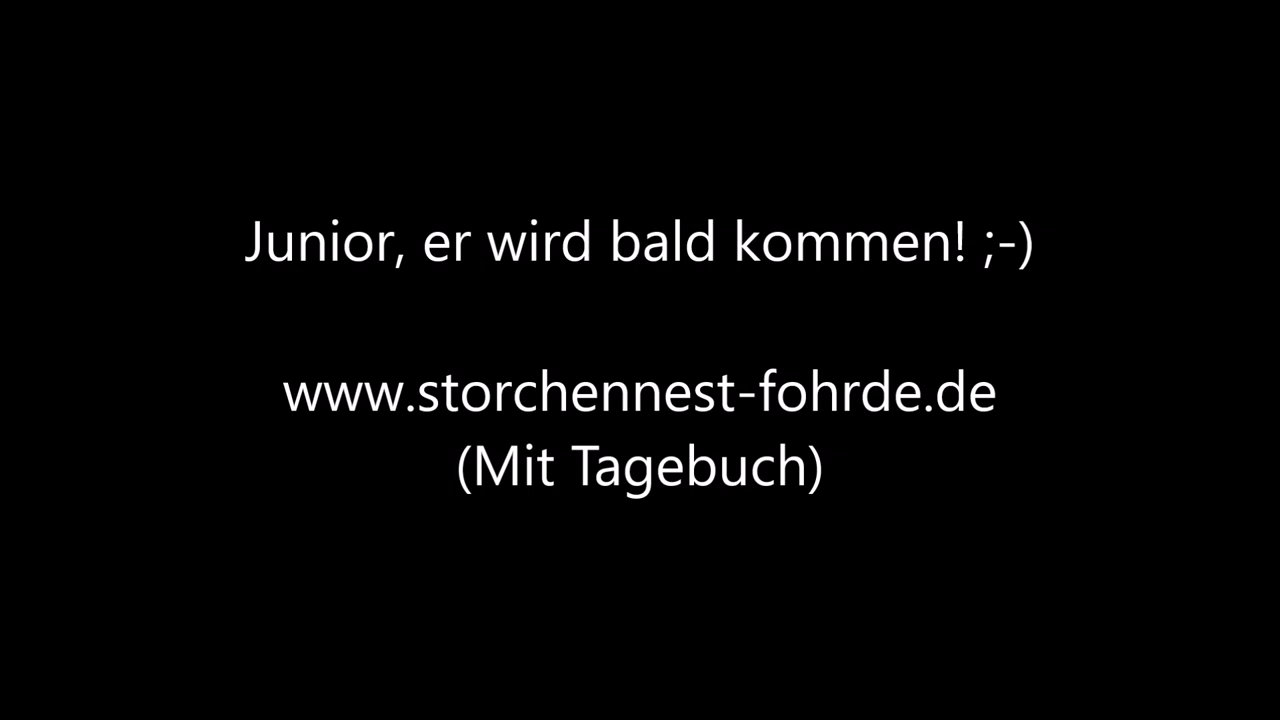 Junior, er wird bald kommen! ;-)
www.storchennest-fohrde.de
(Mit Tagebuch)